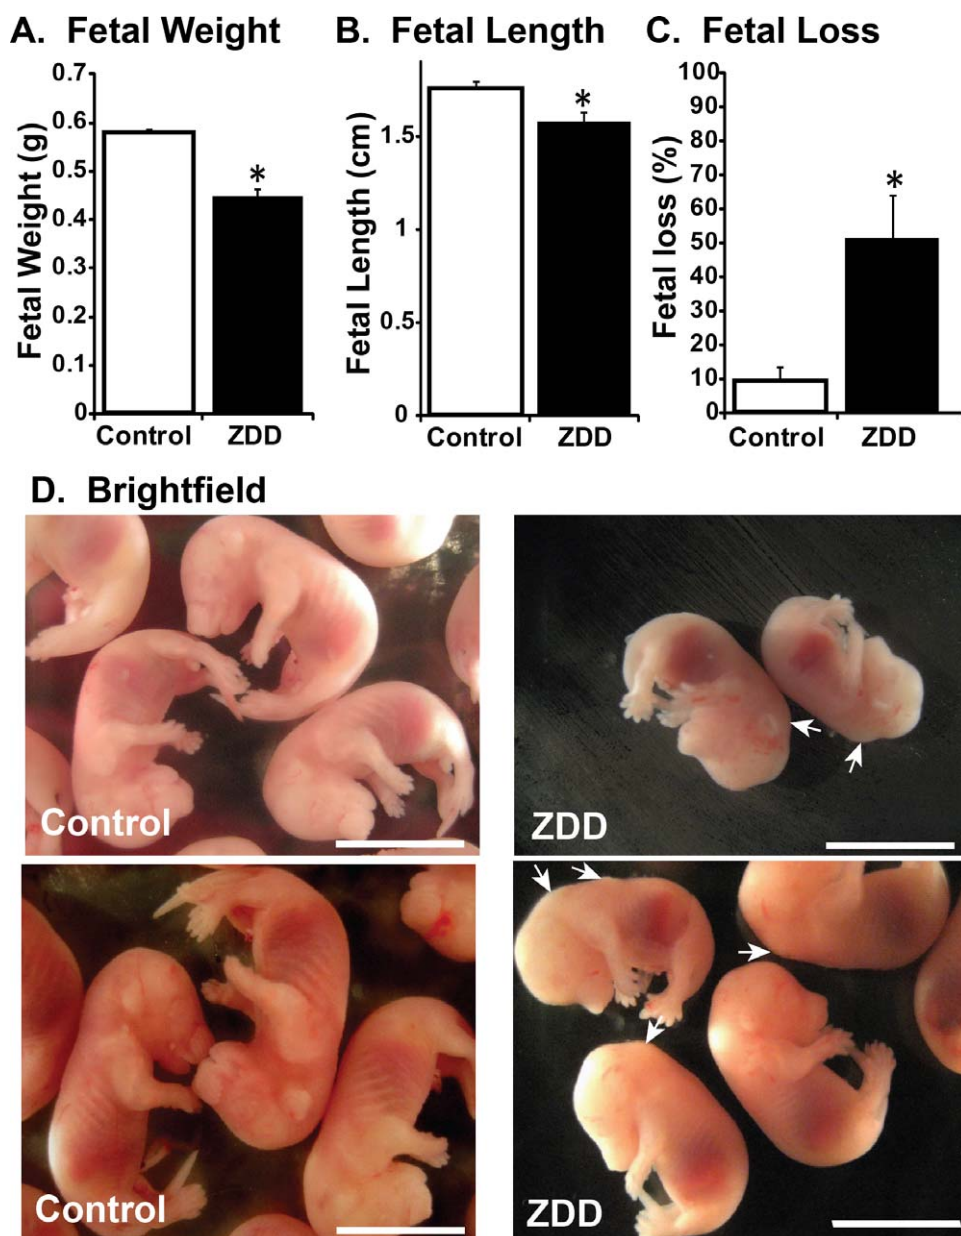 A. Fetal Weight
Fetal Weight (g)
0.7
0.6
0.5
0.4
0.3
0.2
0.1
0
*
Control ZDD
B. Fetal Length
Fetal Length (cm)
1.5
1
0.5
0
*
Control ZDD
C. Fetal Loss
Fetal loss (%)
100
90
80
70
60
50
40
30
20
10
0
*
Control ZDD
D. Brightfield
Control
ZDD
Control
ZDD